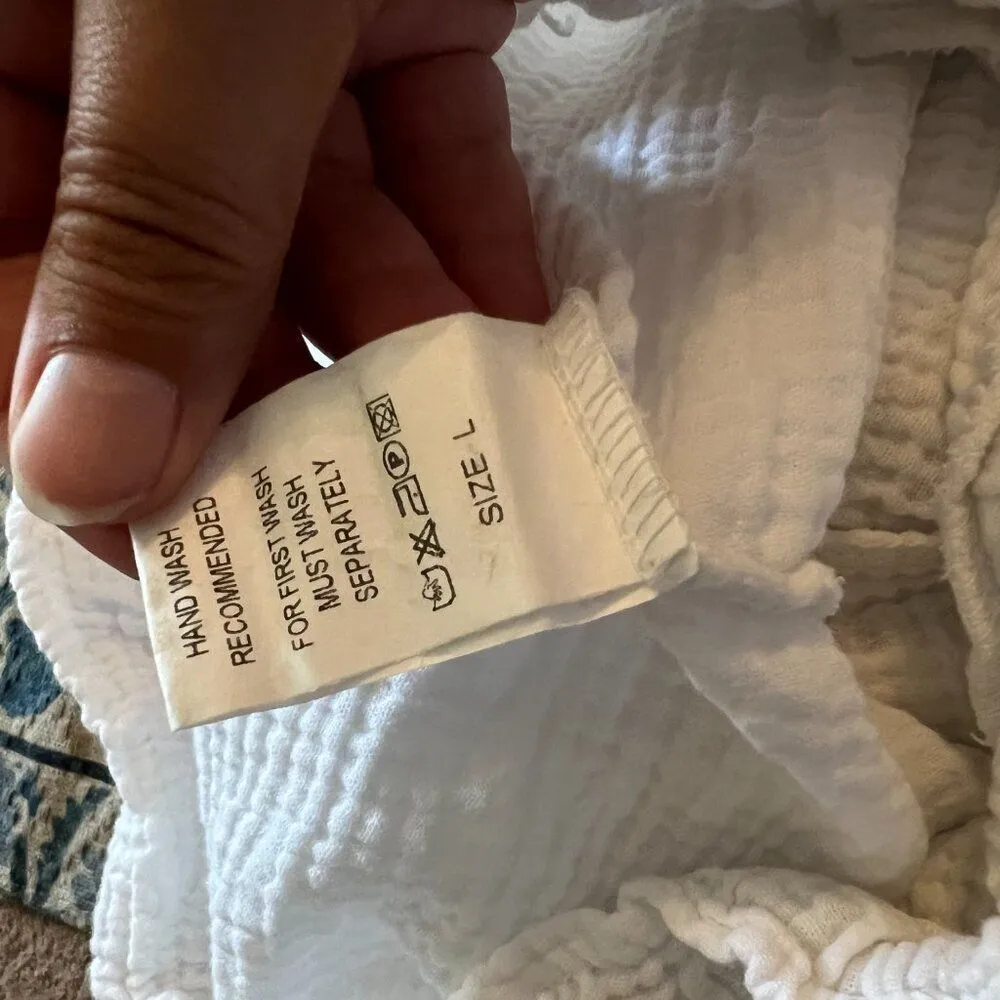 SIZE L
P
FOR FIRST WASH
MUST WASH
SEPARATELY
HAND WASH
RECOMMENDED